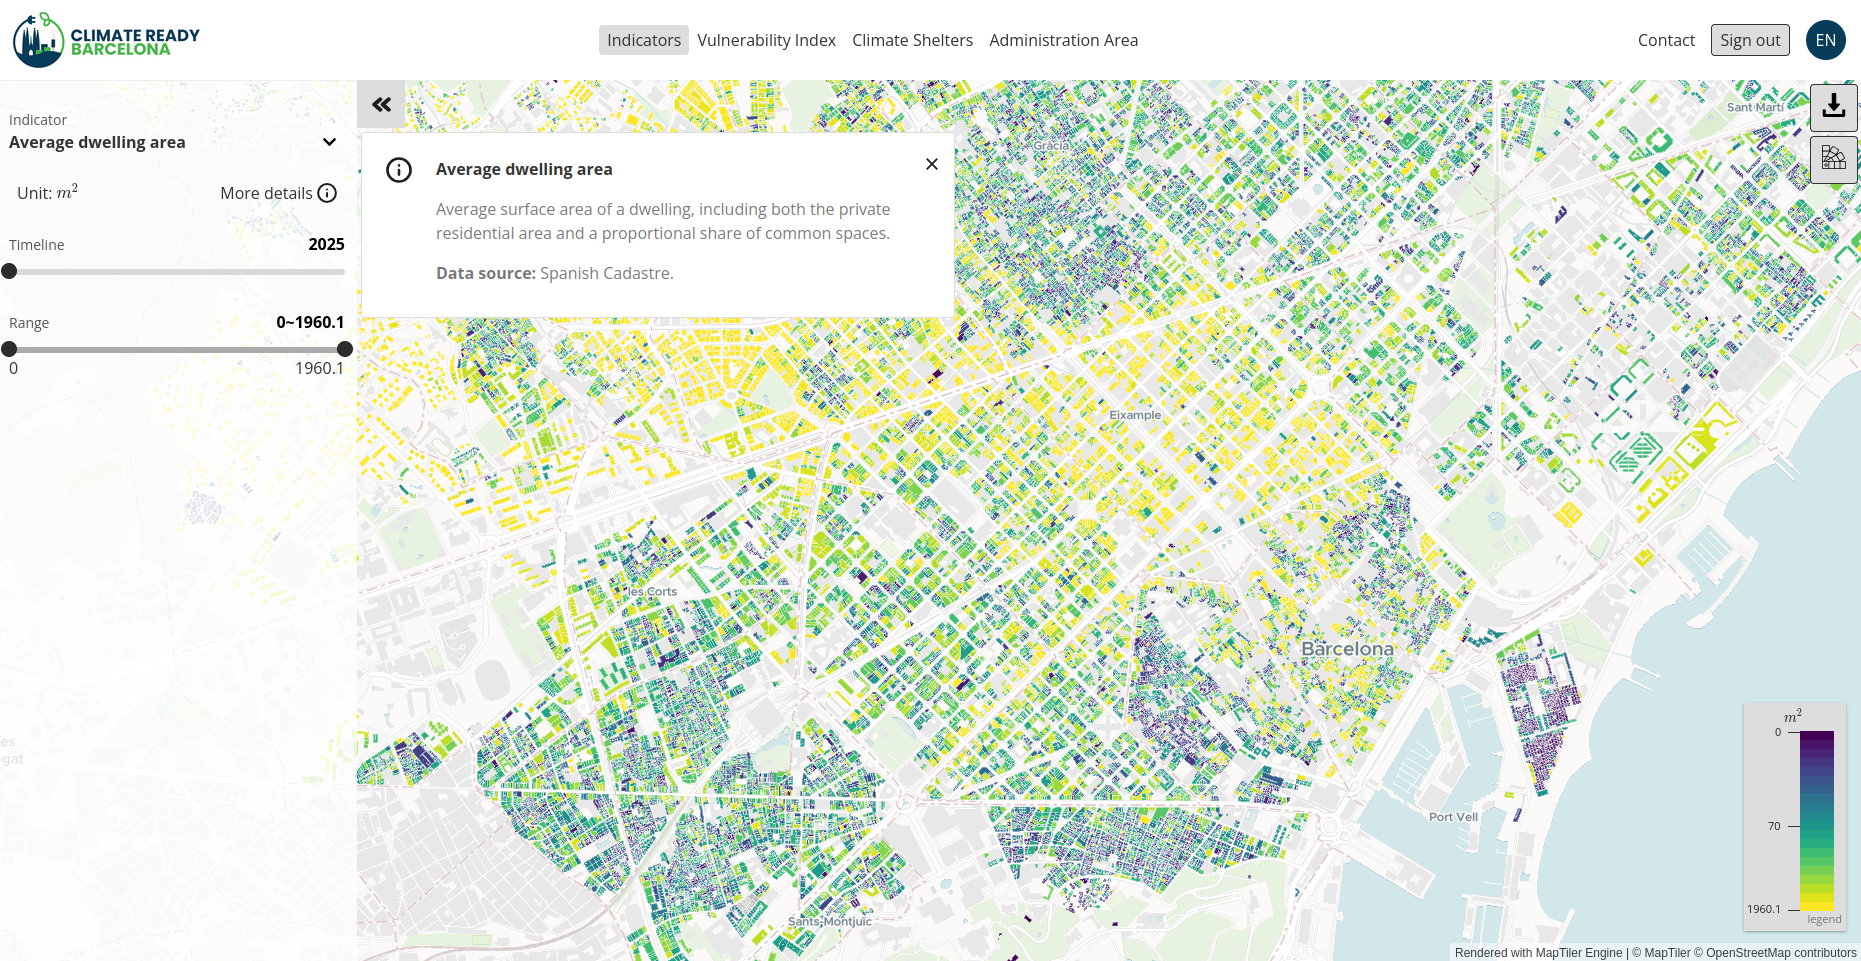 CLIMATE READY
BARCELONA
Indicators
Vulnerability Index
Climate Shelters
Administration Area
Contact
Sign out
EN
Indicator
Average dwelling area
Unit: m²
More details
Timeline
2025
Range
0~1960.1
0
1960.1
Average dwelling area
Average surface area of a dwelling, including both the private
residential area and a proportional share of common spaces.
Data source: Spanish Cadastre.
Sant Martí
Gràcia
Eixample
les Corts
Barcelona
Port Vell
Sants-Montjuïc
es
gat
m²
0
70
1960.1
legend
Rendered with MapTiler Engine | © MapTiler © OpenStreetMap contributors